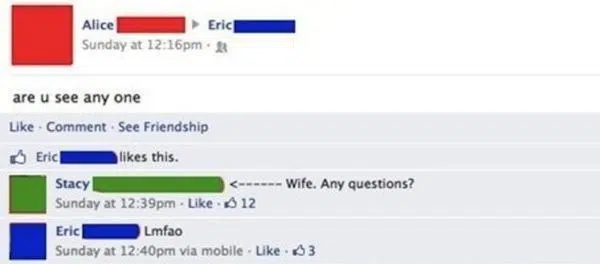 Alice ▸ Eric
Sunday at 12:16pm ·
are u see any one
Like · Comment · See Friendship
Eric likes this.
Stacy <------ Wife. Any questions?
Sunday at 12:39pm · Like · 12
Eric Lmfao
Sunday at 12:40pm via mobile · Like · 3